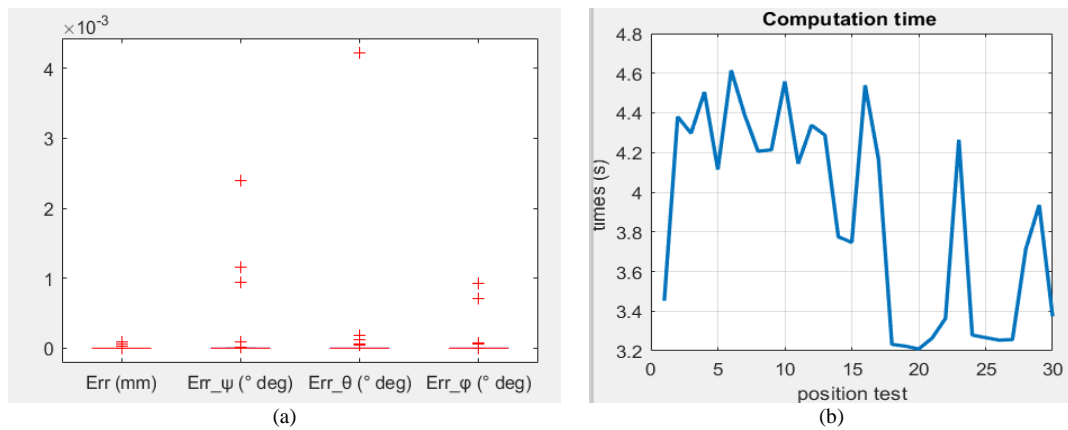 ×10⁻³
4
3
2
1
0
Err (mm) Err_ψ (° deg) Err_θ (° deg) Err_φ (° deg)
(a)
Computation time
4.8
4.6
4.4
4.2
4
3.8
3.6
3.4
3.2
times (s)
0 5 10 15 20 25 30
position test
(b)